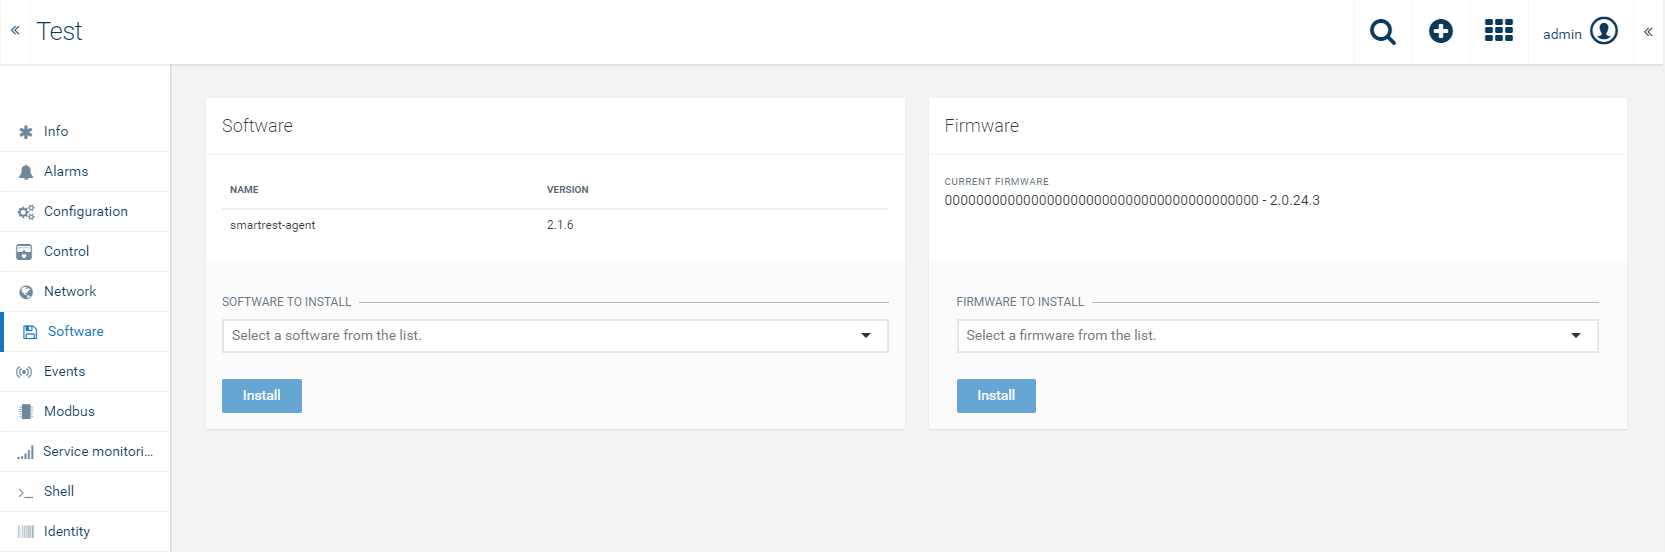 Test
admin
Info
Alarms
Configuration
Control
Network
Software
Events
Modbus
Service monitori...
Shell
Identity
Software
NAME VERSION
smartrest-agent 2.1.6
SOFTWARE TO INSTALL
Select a software from the list.
Install
Firmware
CURRENT FIRMWARE
0000000000000000000000000000000000000000 - 2.0.24.3
FIRMWARE TO INSTALL
Select a firmware from the list.
Install